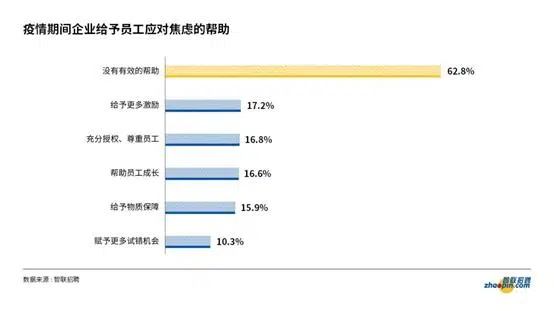 疫情期间企业给予员工应对焦虑的帮助
没有有效的帮助 62.8%
给予更多激励 17.2%
充分授权、尊重员工 16.8%
帮助员工成长 16.6%
给予物质保障 15.9%
赋予更多试错机会 10.3%
数据来源：智联招聘
智联招聘
zhaopin.com